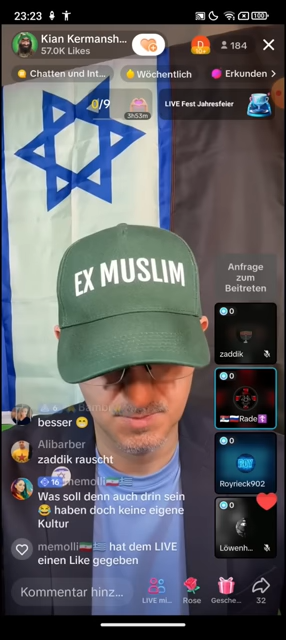 23:23
100
Kian Kermansh...
57.0K Likes
184
Chatten und Int...
Wöchentlich
Erkunden
0/9
3h53m
LIVE Fest Jahresfeier
EX MUSLIM
Anfrage
zum
Beitreten
0
zaddik
0
Rade
0
Royrieck902
0
Löwenh...
besser
Alibarber
zaddik rauscht
16
memolli
Was soll denn auch drin sein
haben doch keine eigene
Kultur
memolli hat dem LIVE
einen Like gegeben
Kommentar hinz...
LIVE mi...
Rose
Gesche...
32